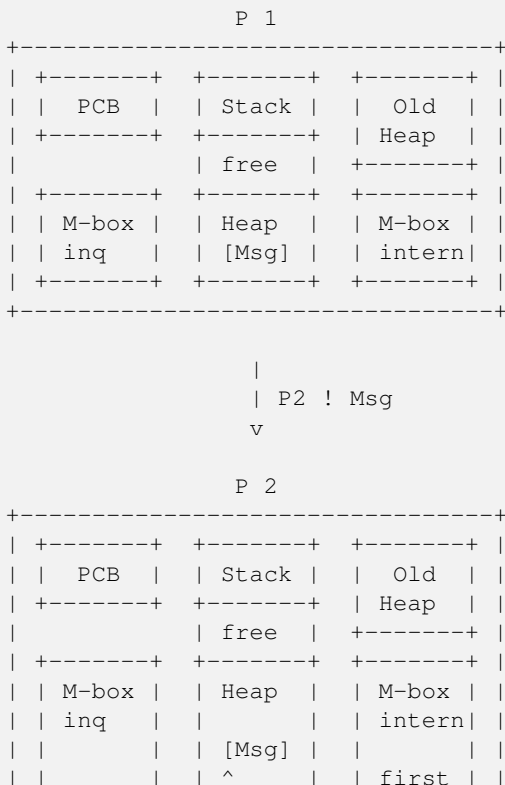 P 1
+---------------------------------+
| +-------+  +-------+  +-------+ |
| |  PCB  |  | Stack |  |  Old  | |
| +-------+  +-------+  | Heap  | |
|            | free  |  +-------+ |
| +-------+  +-------+  +-------+ |
| | M-box |  | Heap  |  | M-box | |
| | inq   |  | [Msg] |  | intern| |
| +-------+  +-------+  +-------+ |
+---------------------------------+
                |
                | P2 ! Msg
                v
               P 2
+---------------------------------+
| +-------+  +-------+  +-------+ |
| |  PCB  |  | Stack |  |  Old  | |
| +-------+  +-------+  | Heap  | |
|            | free  |  +-------+ |
| +-------+  +-------+  +-------+ |
| | M-box |  | Heap  |  | M-box | |
| | inq   |  |       |  | intern| |
| |       |  | [Msg] |  |       | |
| |       |  | ^     |  | first | |